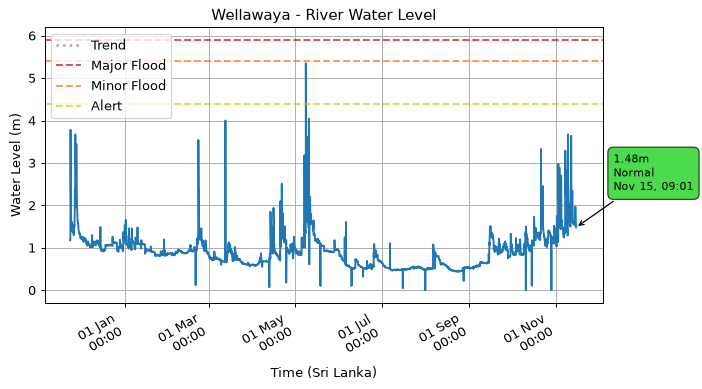 Wellawaya - River Water Level
Water Level (m)
6
5
4
3
2
1
0
Trend
Major Flood
Minor Flood
Alert
1.48m
Normal
Nov 15, 09:01
01 Jan
00:00
01 Mar
00:00
01 May
00:00
01 Jul
00:00
01 Sep
00:00
01 Nov
00:00
Time (Sri Lanka)